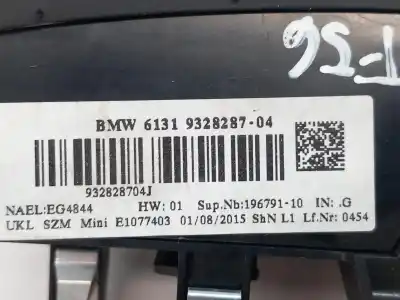 BMW 6131 9328287-04
932828704J
NAEL:EG4844 HW: 01 Sup.Nb:196791-10 IN: .G
UKL SZM Mini E1077403 01/08/2015 ShN L1 Lf.Nr: 0454